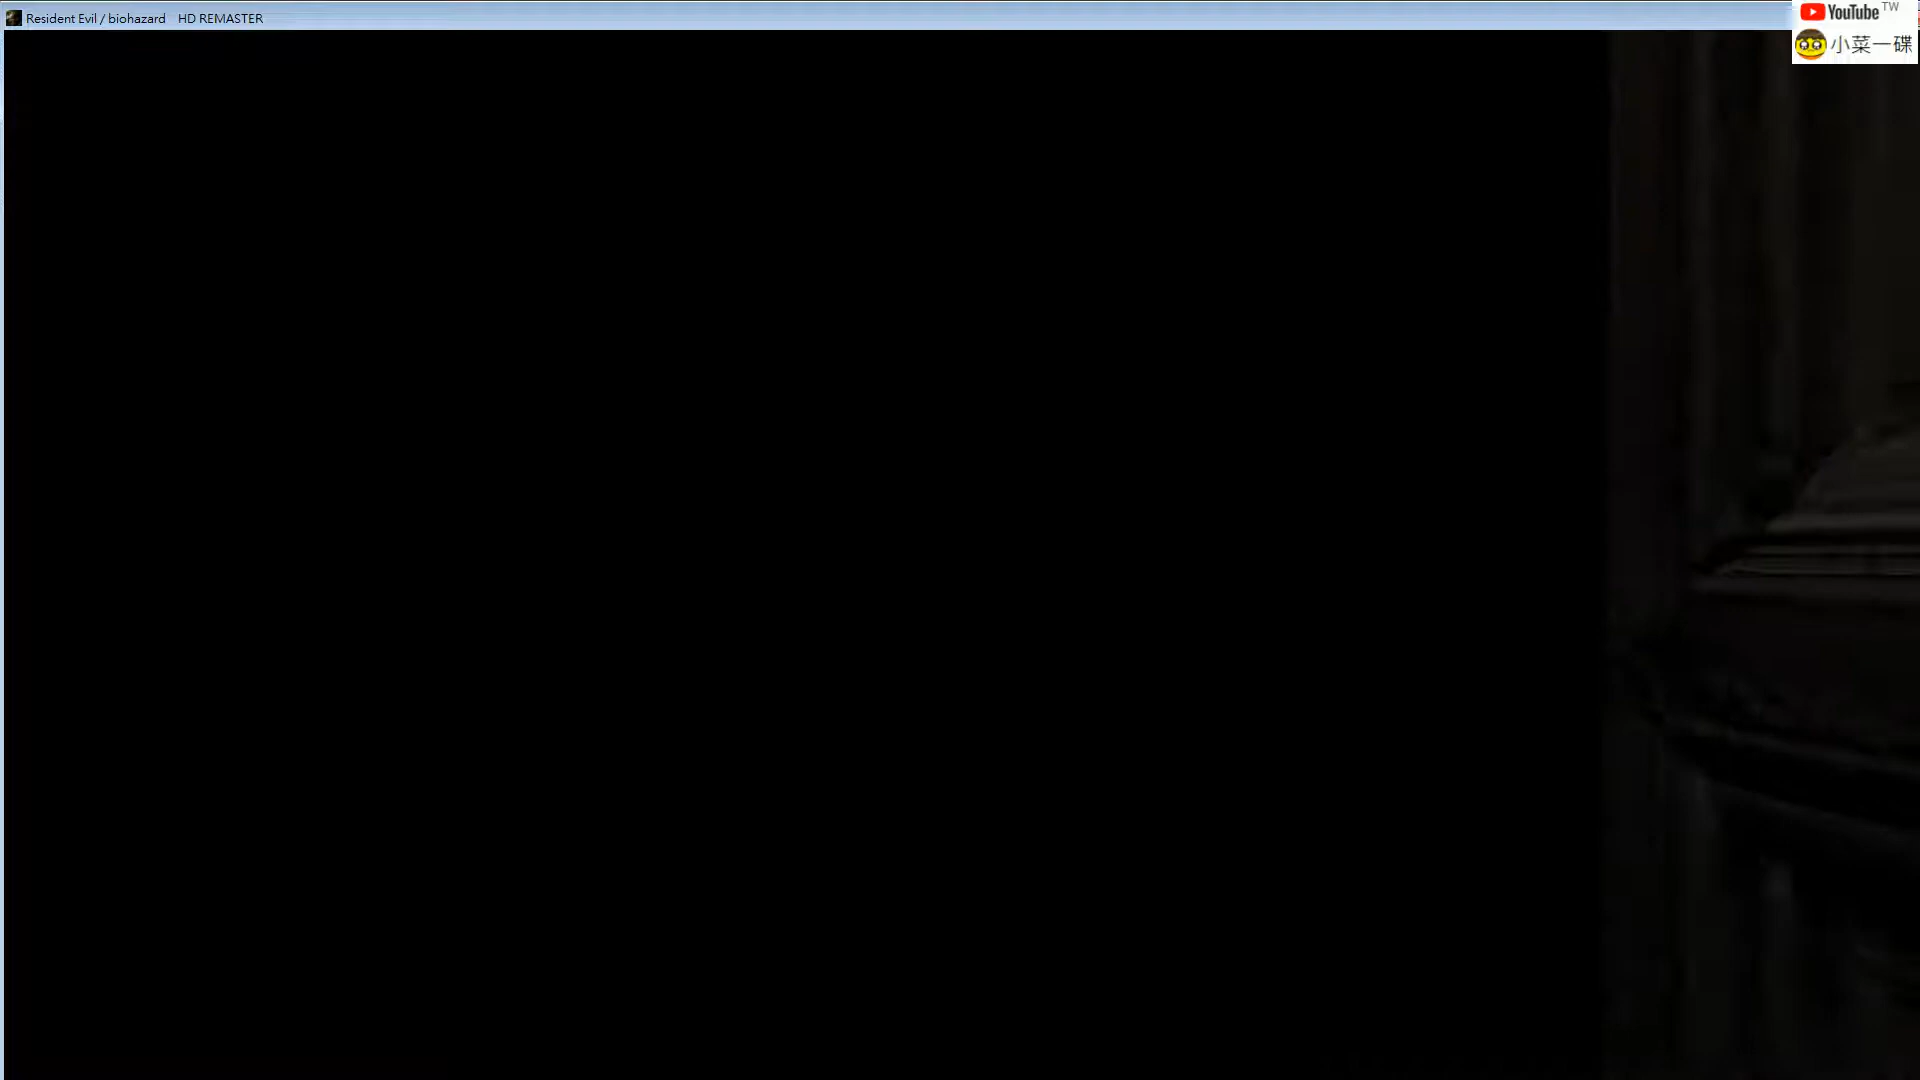 Resident Evil / biohazard HD REMASTER
YouTube TW
小菜一碟